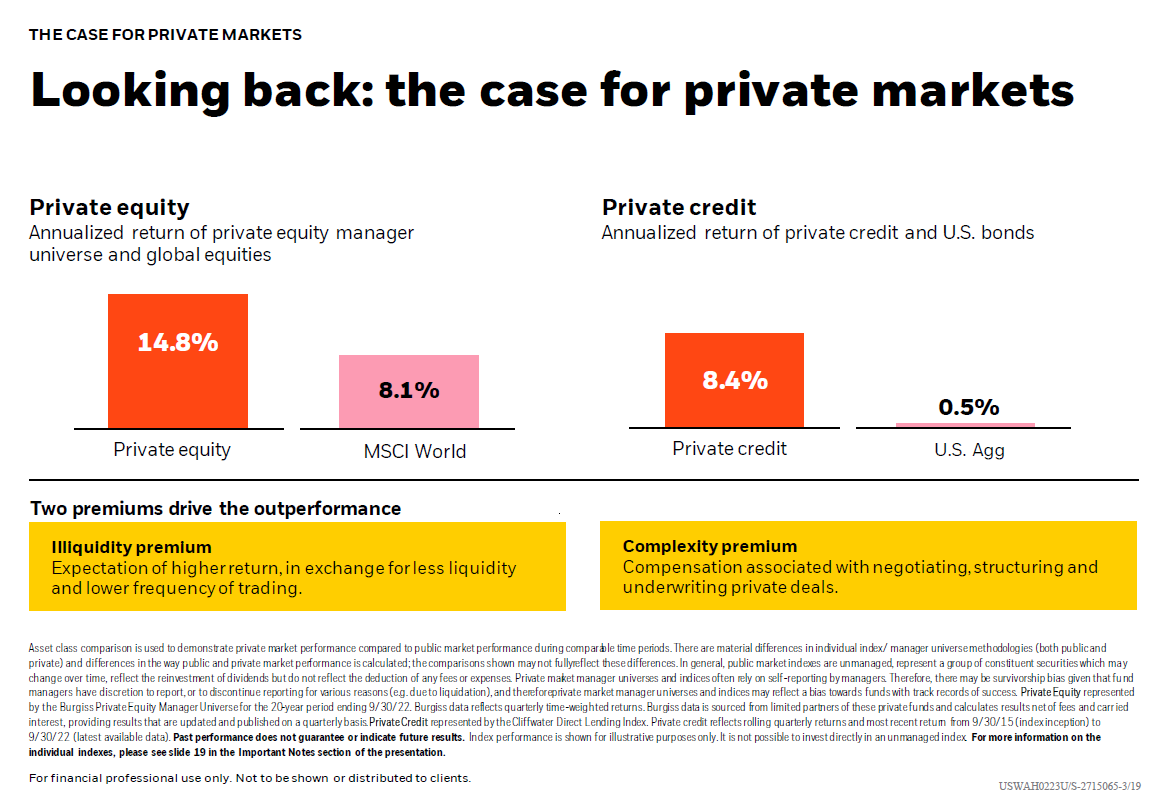 THE CASE FOR PRIVATE MARKETS
Looking back: the case for private markets
Private equity
Annualized return of private equity manager
universe and global equities
14.8%
8.1%
Private equity
MSCI World
Private credit
Annualized return of private credit and U.S. bonds
8.4%
0.5%
Private credit
U.S. Agg
Two premiums drive the outperformance
Illiquidity premium
Expectation of higher return, in exchange for less liquidity
and lower frequency of trading.
Complexity premium
Compensation associated with negotiating, structuring and
underwriting private deals.
Asset class comparison is used to demonstrate private market performance compared to public market performance during comparable time periods. There are material differences in individual index/ manager universe methodologies (both public and
private) and differences in the way public and private market performance is calculated; the comparisons shown may not fully reflect these differences. In general, public market indexes are unmanaged, represent a group of constituent securities which may
change over time, reflect the reinvestment of dividends but do not reflect the deduction of any fees or expenses. Private maket manager universes and indices often rely on self-reporting by managers. Therefore, there may be survivorship bias given that fund
managers have discretion to report, or to discontinue reporting for various reasons (e.g. due to liquidation), and therefore private market manager universes and indices may reflect a bias towards funds with track records of success. Private Equity represented
by the Burgiss Private Equity Manager Universe for the 20-year period ending 9/30/22. Burgiss data reflects quarterly time-weighted returns. Burgiss data is sourced from limited partners of these private funds and calculates results net of fees and carried
interest, providing results that are updated and published on a quarterly basis. Private Credit represented by the Cliffwater Direct Lending Index. Private credit reflects rolling quarterly returns and most recent return from 9/30/15 (index inception) to
9/30/22 (latest available data). Past performance does not guarantee or indicate future results. Index performance is shown for illustrative purposes only. It is not possible to invest directly in an unmanaged index. For more information on the
individual indexes, please see slide 19 in the Important Notes section of the presentation.
For financial professional use only. Not to be shown or distributed to clients.
USWAH0223U/S-2715065-3/19